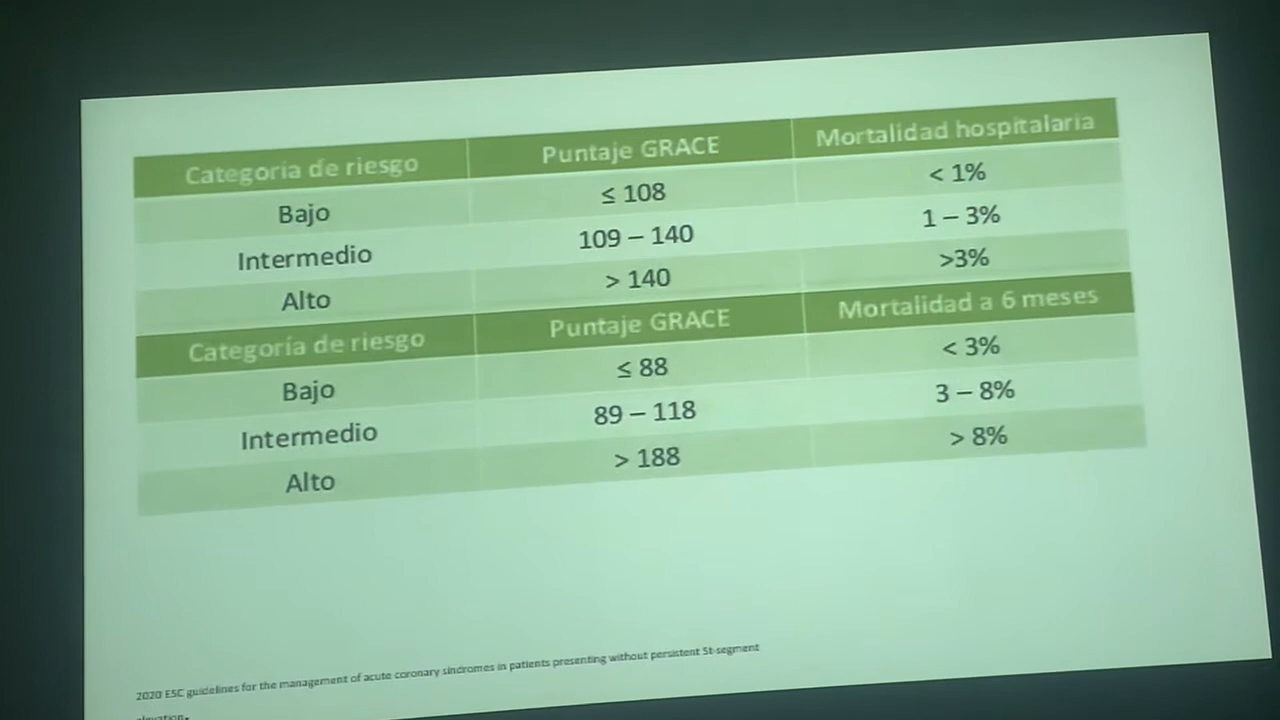 Categoria de riesgo Puntaje GRACE Mortalidad hospitalaria
Bajo ≤ 108 < 1%
Intermedio 109 – 140 1 – 3%
Alto > 140 >3%
Categoría de riesgo Puntaje GRACE Mortalidad a 6 meses
Bajo ≤ 88 < 3%
Intermedio 89 – 118 3 – 8%
Alto > 188 > 8%
2020 ESC guidelines for the management of acute coronary síndromes in patients presenting without persistent St-segment
elevation.